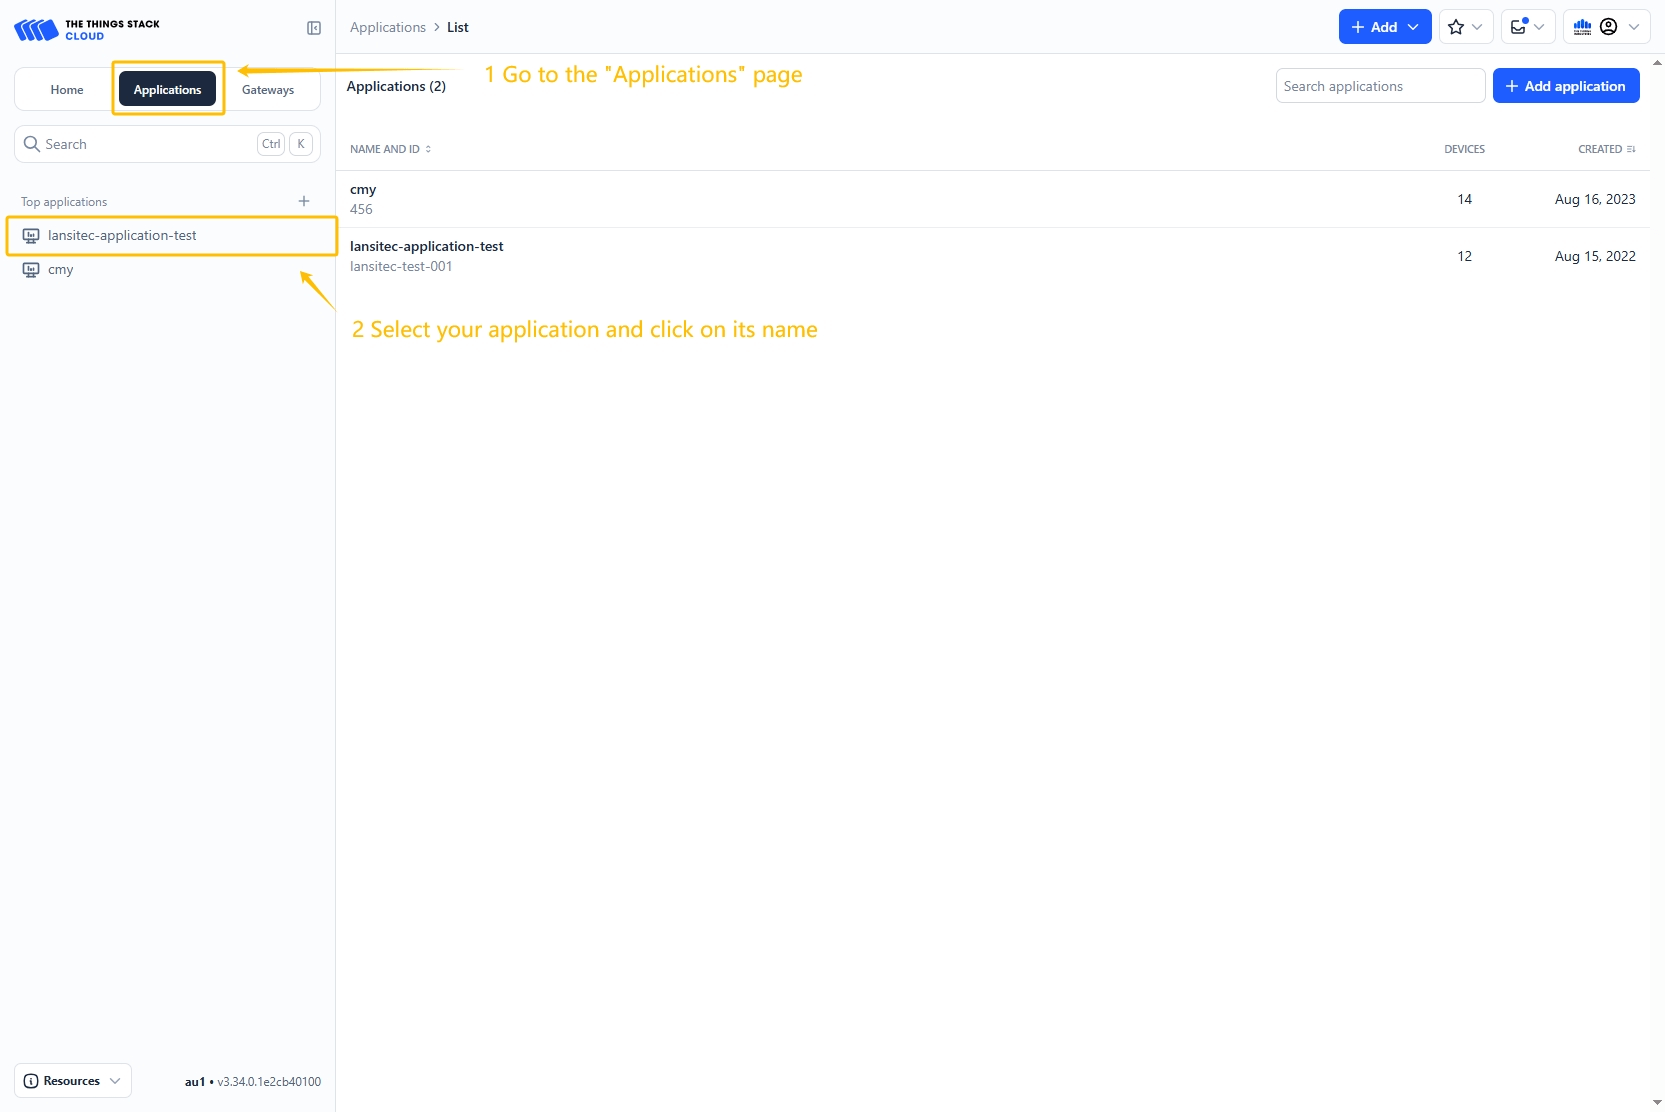 THE THINGS STACK
CLOUD
Applications > List
Add
Home
Applications
Gateways
1 Go to the "Applications" page
Applications (2)
Search applications
+ Add application
Search
Ctrl
K
NAME AND ID
DEVICES
CREATED
Top applications
lansitec-application-test
cmy
cmy
456
14
Aug 16, 2023
lansitec-application-test
lansitec-test-001
12
Aug 15, 2022
2 Select your application and click on its name
Resources
au1 • v3.34.0.1e2cb40100